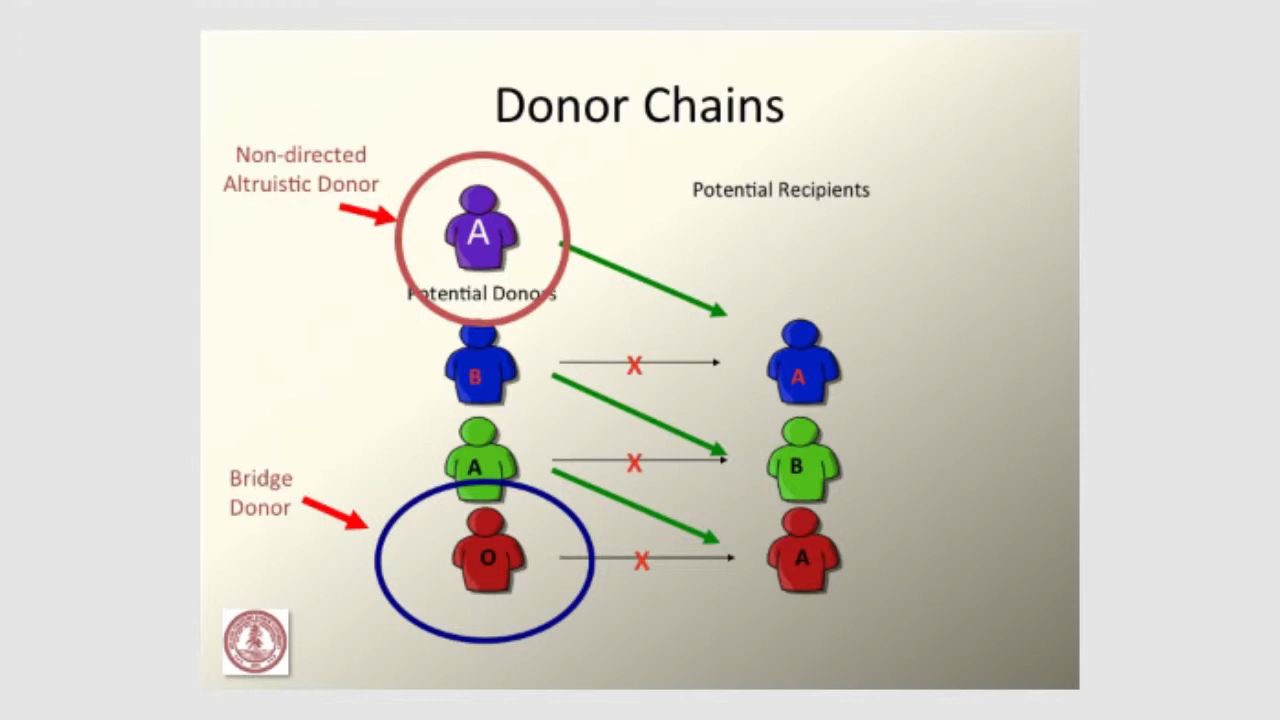 Donor Chains
Non-directed
Altruistic Donor
Potential Recipients
A
Potential Donors
B
X
A
A
X
B
Bridge
Donor
O
X
A